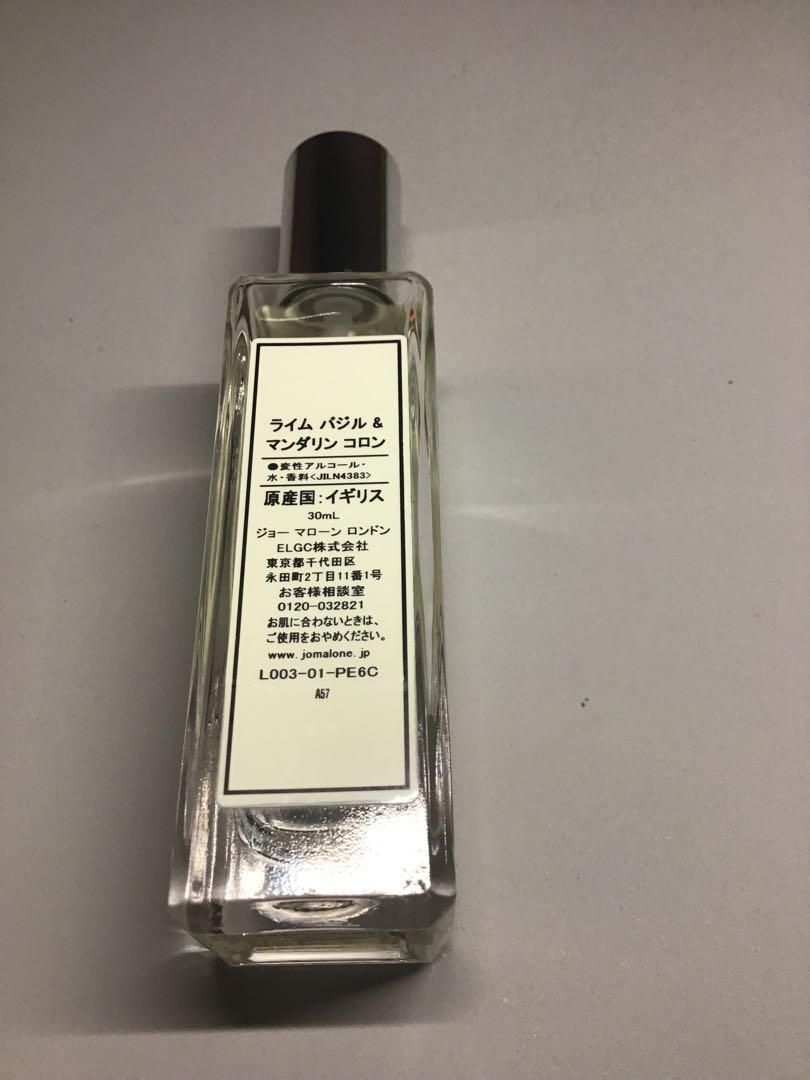 ライム バジル &
マンダリン コロン
●変性アルコール・
水・香料<JILN4383>
原産国:イギリス
30mL
ジョー マローン ロンドン
ELGC株式会社
東京都千代田区
永田町2丁目11番1号
お客様相談室
0120-032821
お肌に合わないときは、
ご使用をおやめください。
www.jomalone.jp
L003-01-PE6C
A57